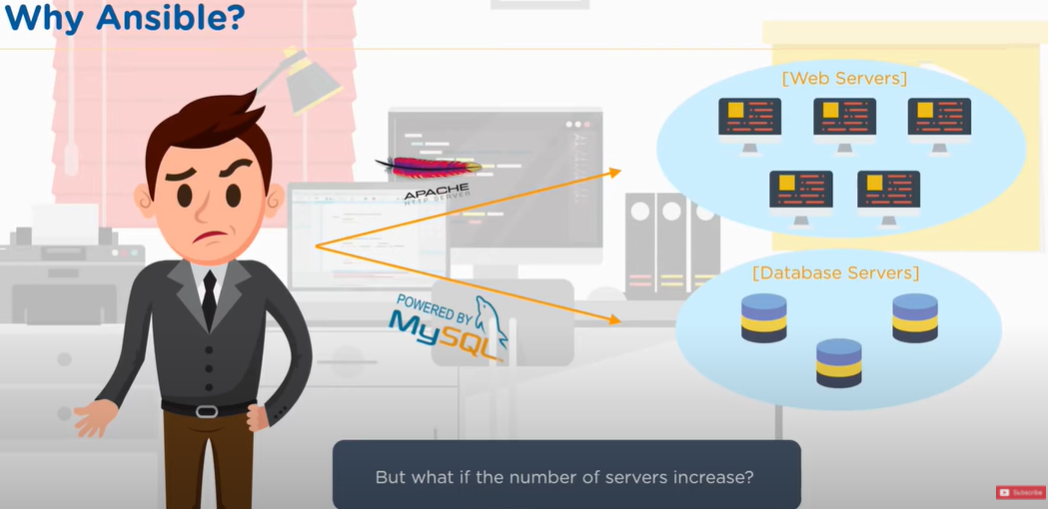 Why Ansible?
[Web Servers]
APACHE
HTTP SERVER
[Database Servers]
POWERED BY
MySQL
But what if the number of servers increase?
Subscribe